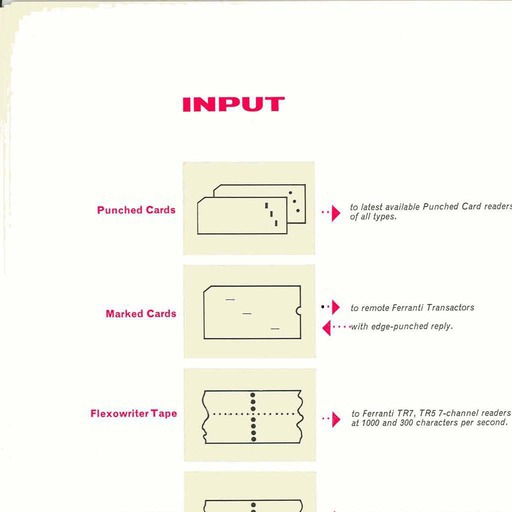 INPUT
Punched Cards
to latest available Punched Card readers
of all types.
Marked Cards
to remote Ferranti Transactors
with edge-punched reply.
Flexowriter Tape
to Ferranti TR7, TR5 7-channel readers
at 1000 and 300 characters per second.